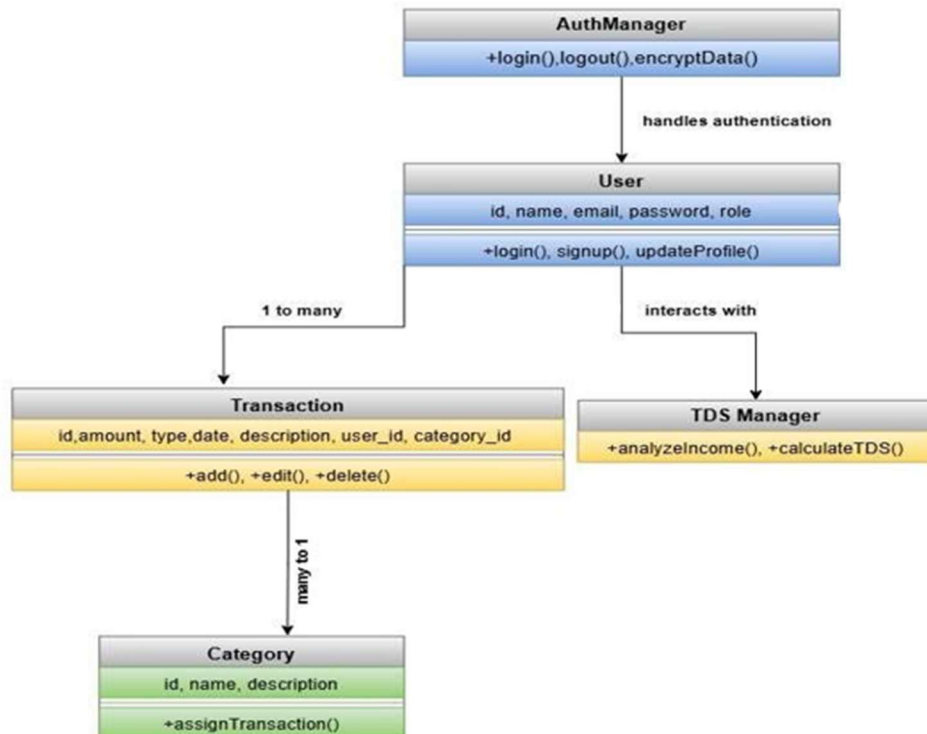 AuthManager
+login(),logout(),encryptData()
handles authentication
User
id, name, email, password, role
+login(), signup(), updateProfile()
1 to many
interacts with
Transaction
id,amount, type,date, description, user_id, category_id
+add(), +edit(), +delete()
TDS Manager
+analyzeIncome(), +calculateTDS()
many to 1
Category
id, name, description
+assignTransaction()